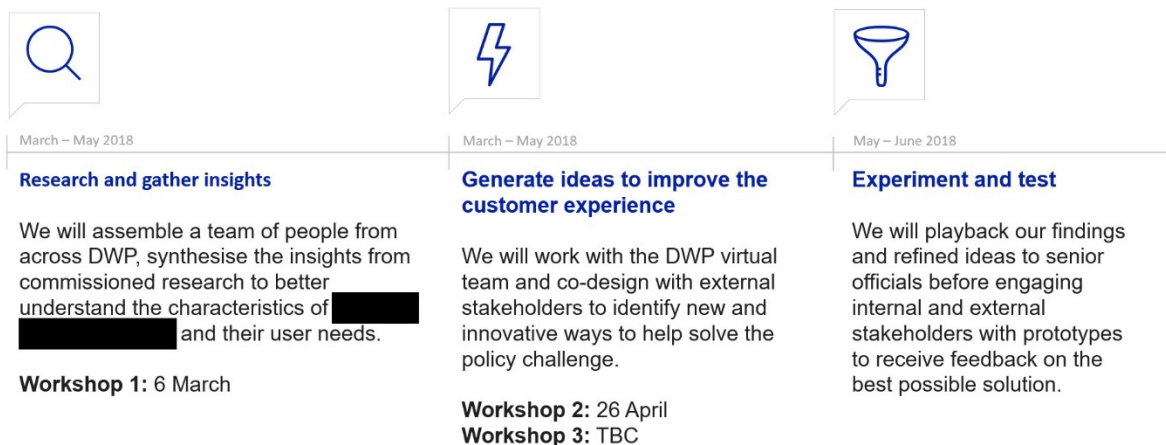 March – May 2018
Research and gather insights
We will assemble a team of people from
across DWP, synthesise the insights from
commissioned research to better
understand the characteristics of
and their user needs.
Workshop 1: 6 March
March – May 2018
Generate ideas to improve the
customer experience
We will work with the DWP virtual
team and co-design with external
stakeholders to identify new and
innovative ways to help solve the
policy challenge.
Workshop 2: 26 April
Workshop 3: TBC
May – June 2018
Experiment and test
We will playback our findings
and refined ideas to senior
officials before engaging
internal and external
stakeholders with prototypes
to receive feedback on the
best possible solution.